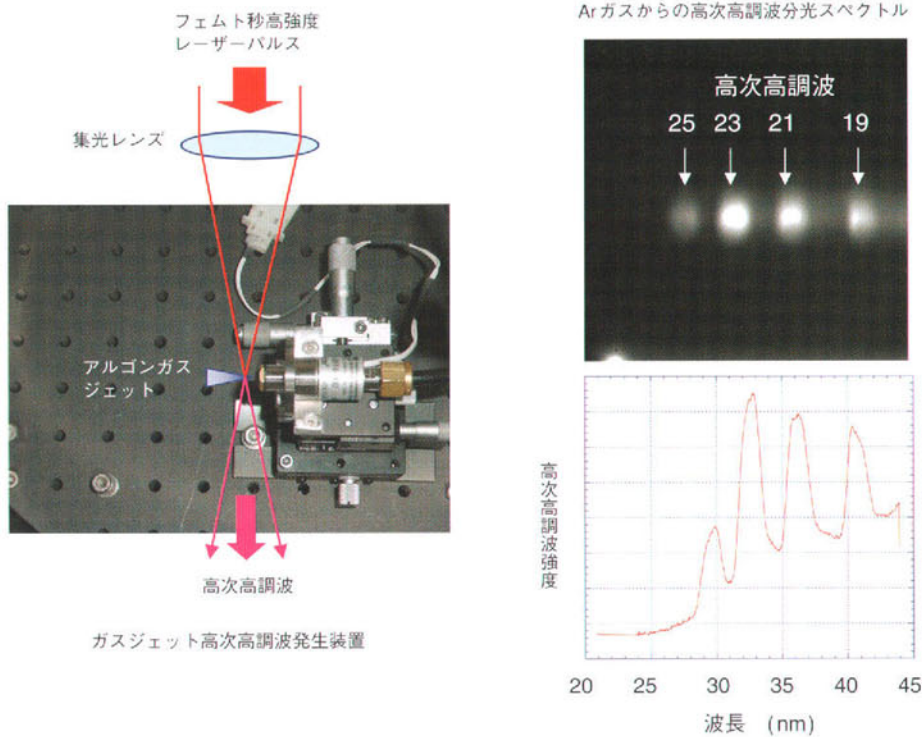 フェムト秒高強度
レーザーパルス
集光レンズ
アルゴンガス
ジェット
高次高調波
ガスジェット高次高調波発生装置
Arガスからの高次高調波分光スペクトル
高次高調波
25 23 21 19
高次高調波強度
20 25 30 35 40 45
波長 (nm)